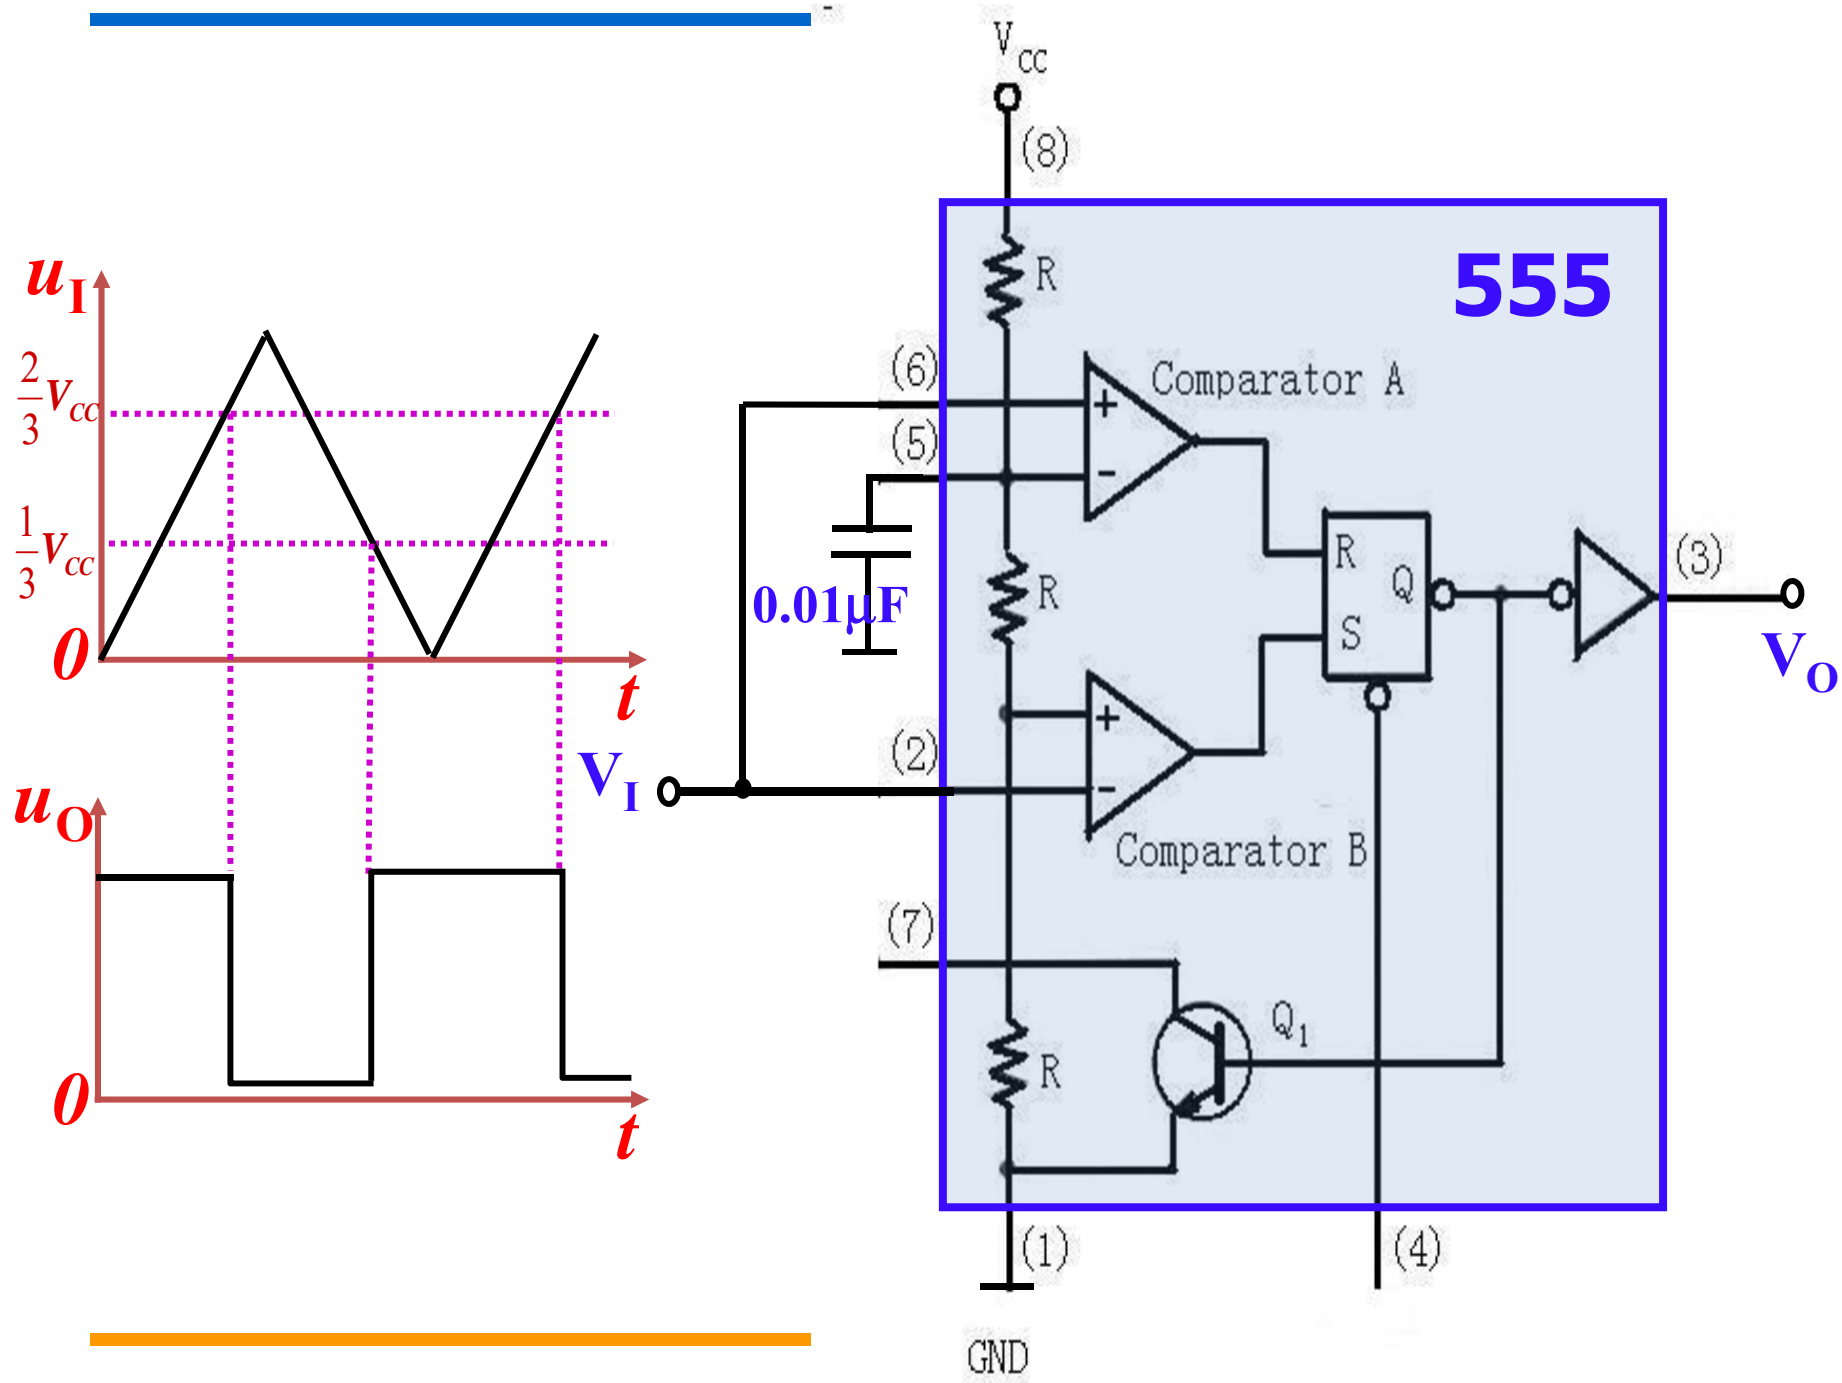 V_CC
(8)
555
R
u_I
2/3 V_CC
(6)
Comparator A
+
(5)
-
1/3 V_CC
R
0.01μF
R
Q
S
(3)
V_O
0
t
+
(2)
V_I
-
Comparator B
u_O
(7)
Q_1
R
0
t
(1)
(4)
GND